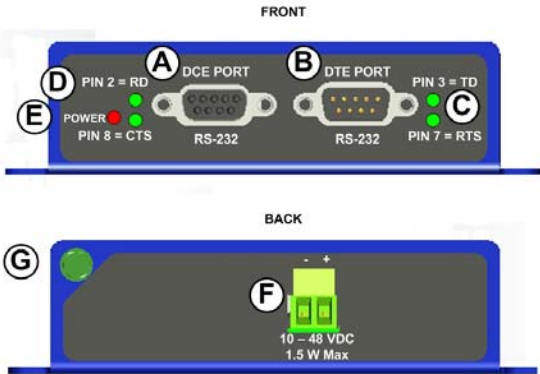 FRONT
A
DCE PORT
B
DTE PORT
D
PIN 2 = RD
PIN 3 = TD
C
E
POWER
PIN 8 = CTS
RS-232
RS-232
PIN 7 = RTS
BACK
G
- +
F
10 – 48 VDC
1.5 W Max